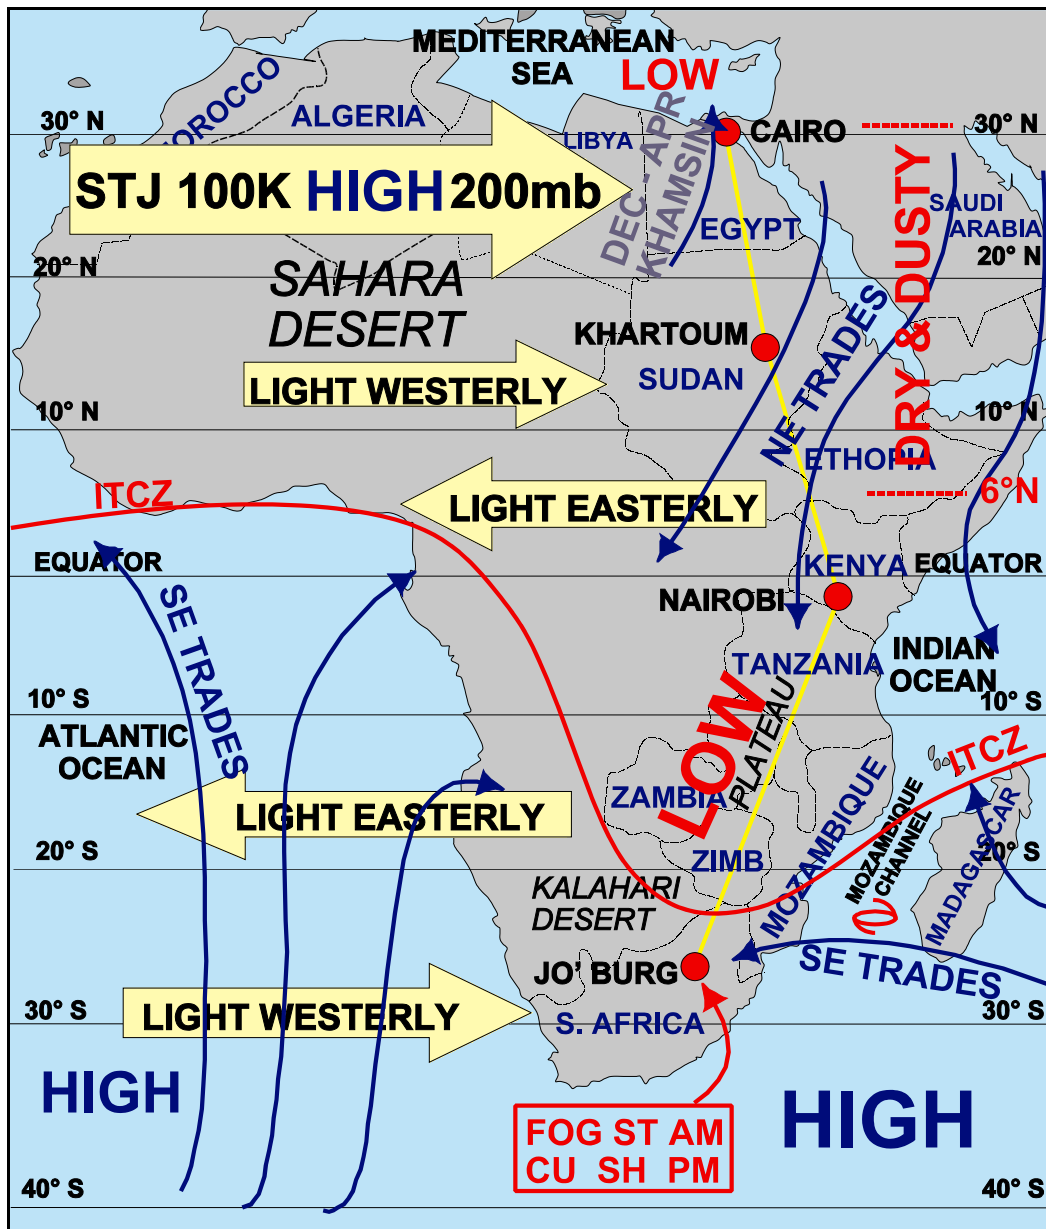 MEDITERRANEAN
SEA
LOW
MOROCCO
ALGERIA
LIBYA
30° N
30° N
CAIRO
DEC - APR
KHAMSIN
STJ 100K HIGH 200mb
EGYPT
SAUDI
ARABIA
DRY & DUSTY
20° N
20° N
SAHARA
DESERT
KHARTOUM
SUDAN
NE TRADES
LIGHT WESTERLY
10° N
10° N
ETHOPIA
ITCZ
LIGHT EASTERLY
6°N
EQUATOR
KENYA
EQUATOR
NAIROBI
SE TRADES
TANZANIA
INDIAN
OCEAN
10° S
10° S
LOW
PLATEAU
ATLANTIC
OCEAN
ITCZ
ZAMBIA
LIGHT EASTERLY
MOZAMBIQUE
MOZAMBIQUE
CHANNEL
MADAGASCAR
20° S
20° S
ZIMB
KALAHARI
DESERT
JO' BURG
SE TRADES
30° S
LIGHT WESTERLY
S. AFRICA
30° S
HIGH
HIGH
FOG ST AM
CU SH PM
40° S
40° S